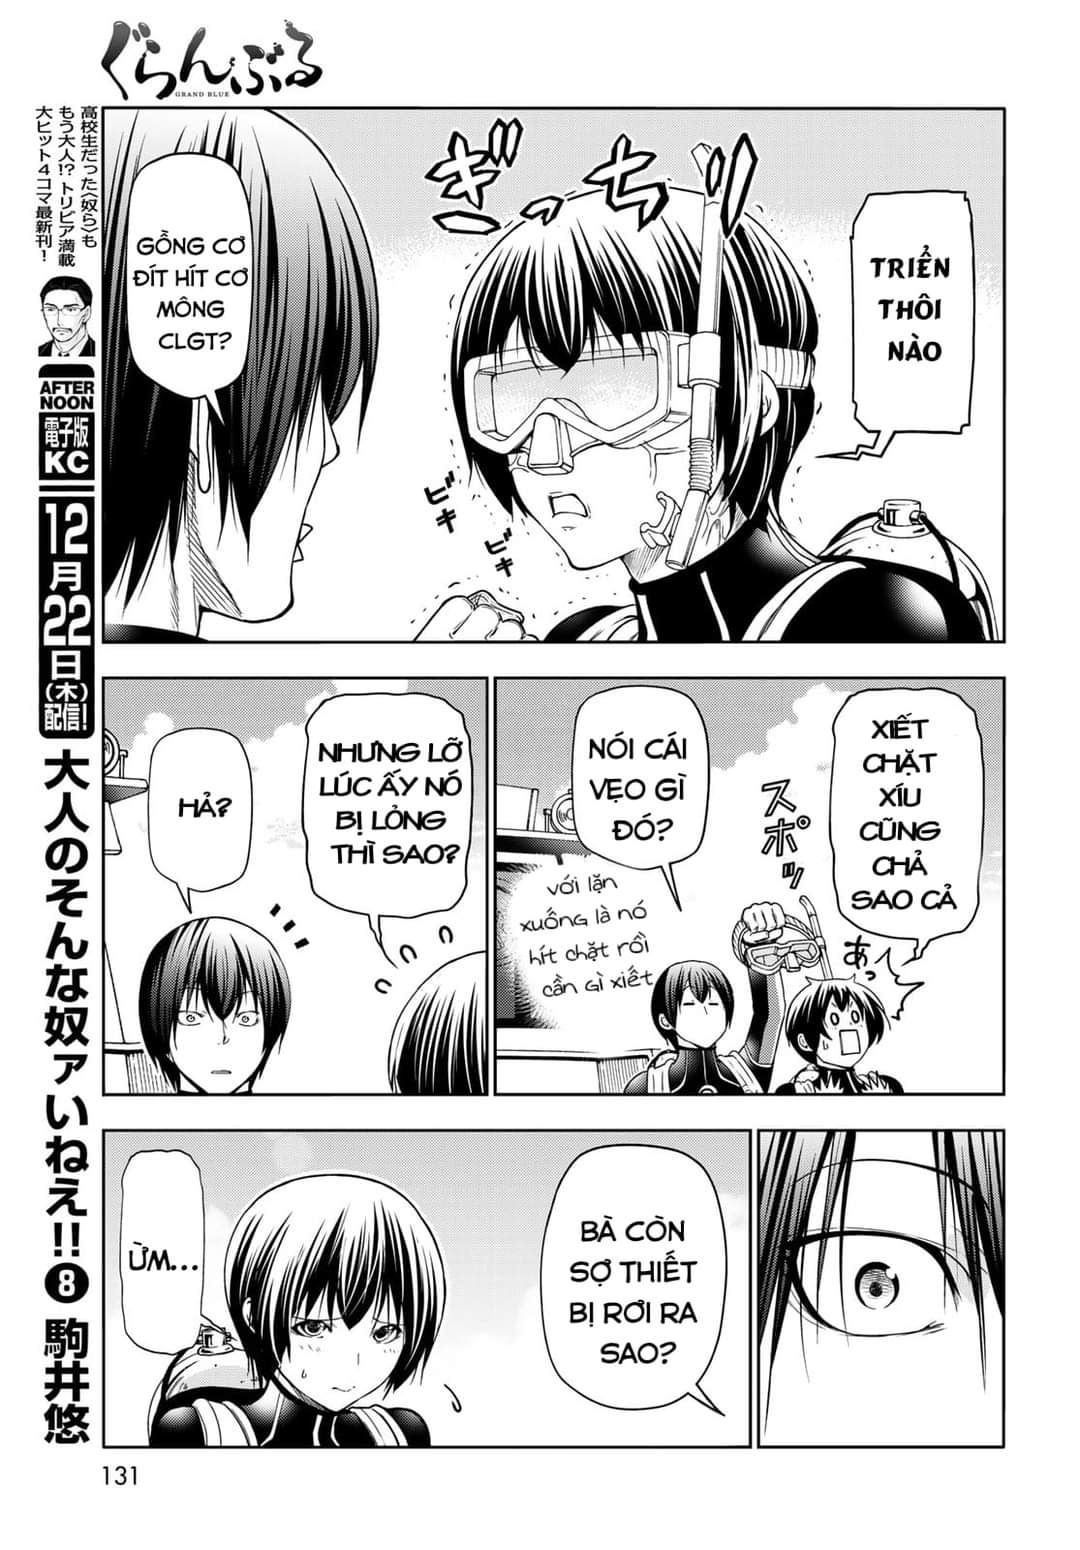 ぐらんぶる
GRAND BLUE
高校生だった〈奴ら〉も
もう大人!? トリビア満載
大ヒット4コマ最新刊!
AFTER
NOON
電子版
KC
12月22日(木)配信!
大人のそんな奴ァいねえ!! 8 駒井悠
TRIỂN
THÔI
NÀO
ぎっちり
GỒNG CƠ
ĐÍT HÍT CƠ
MÔNG
CLGT?
ビキ
ビキ
XIẾT
CHẶT
XÍU
CŨNG
CHẢ
SAO CẢ
スポッ
あっ
NÓI CÁI
VẸO GÌ
ĐÓ?
với lặn
xuống là nó
hít chặt rồi
cần gì xiết
NHƯNG LỠ
LÚC ẤY NÓ
BỊ LỎNG
THÌ SAO?
HẢ?
BÀ CÒN
SỢ THIẾT
BỊ RƠI RA
SAO?
ỪM...
131